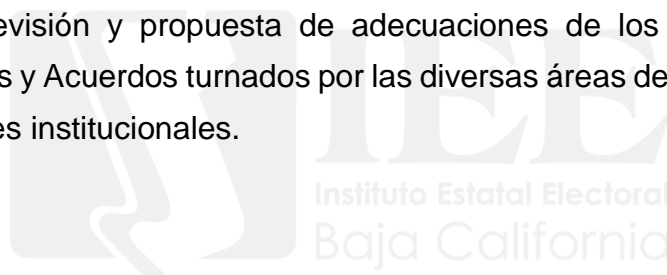 evisión y propuesta de adecuaciones de los
s y Acuerdos turnados por las diversas áreas de
es institucionales.
IEE
Instituto Estatal Electoral
Baja California